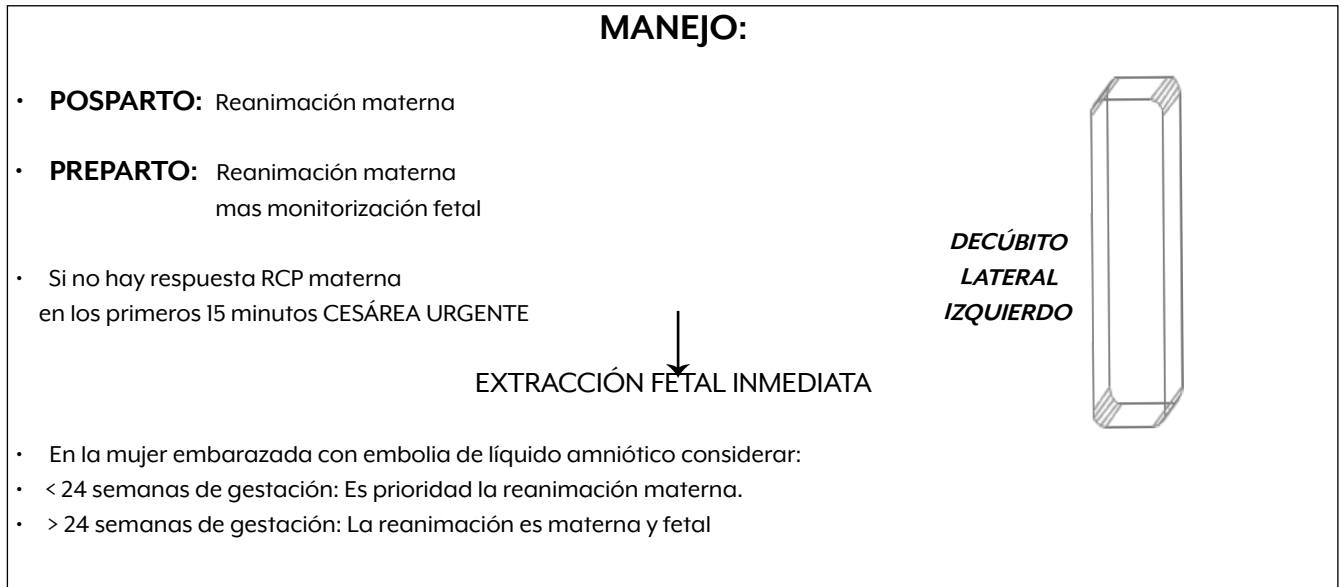 MANEJO:
• POSPARTO: Reanimación materna
• PREPARTO: Reanimación materna
mas monitorización fetal
• Si no hay respuesta RCP materna
en los primeros 15 minutos CESÁREA URGENTE
EXTRACCIÓN FETAL INMEDIATA
DECÚBITO
LATERAL
IZQUIERDO
• En la mujer embarazada con embolia de líquido amniótico considerar:
• < 24 semanas de gestación: Es prioridad la reanimación materna.
• > 24 semanas de gestación: La reanimación es materna y fetal